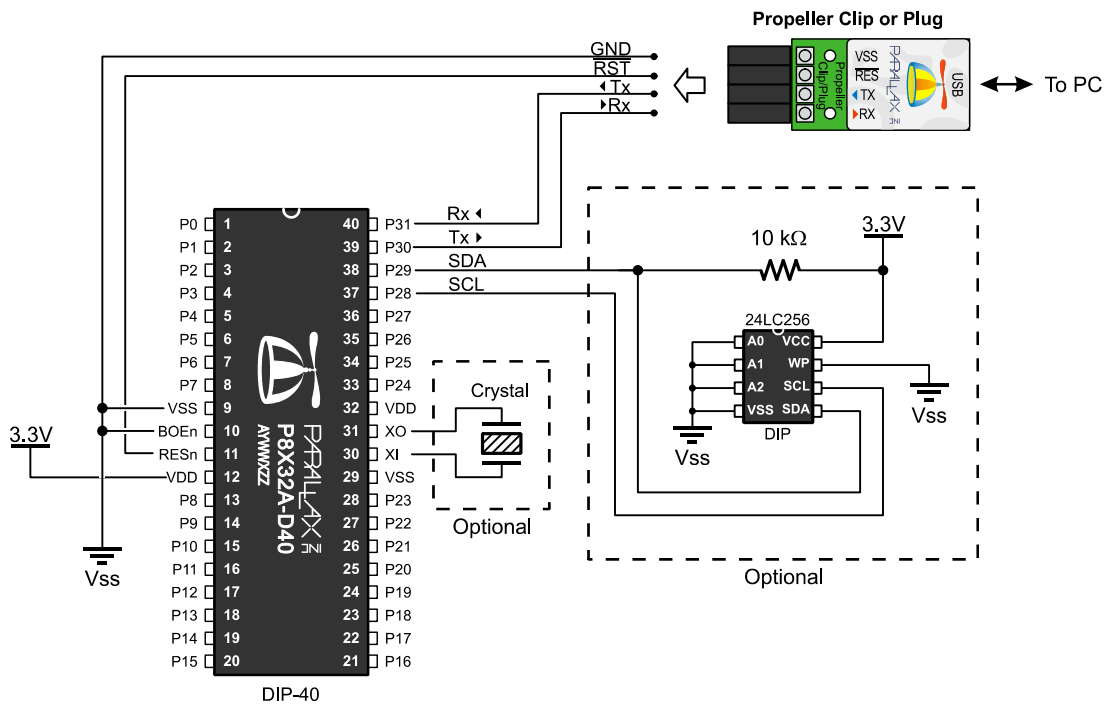 Propeller Clip or Plug
GND
RST
Tx
Rx
VSS
RES
TX
RX
Propeller
Clip/Plug
PARALLAX INC
USB
To PC
P0 1
P1 2
P2 3
P3 4
P4 5
P5 6
P6 7
P7 8
VSS 9
BOEn 10
RESn 11
VDD 12
P8 13
P9 14
P10 15
P11 16
P12 17
P13 18
P14 19
P15 20
40 P31
39 P30
38 P29
37 P28
36 P27
35 P26
34 P25
33 P24
32 VDD
31 XO
30 XI
29 VSS
28 P23
27 P22
26 P21
25 P20
24 P19
23 P18
22 P17
21 P16
PARALLAX INC
P8X32A-D40
AYWWXZZ
DIP-40
3.3V
Vss
Rx
Tx
SDA
SCL
Crystal
Optional
10 kΩ
3.3V
24LC256
A0 VCC
A1 WP
A2 SCL
VSS SDA
DIP
Vss
Vss
Optional